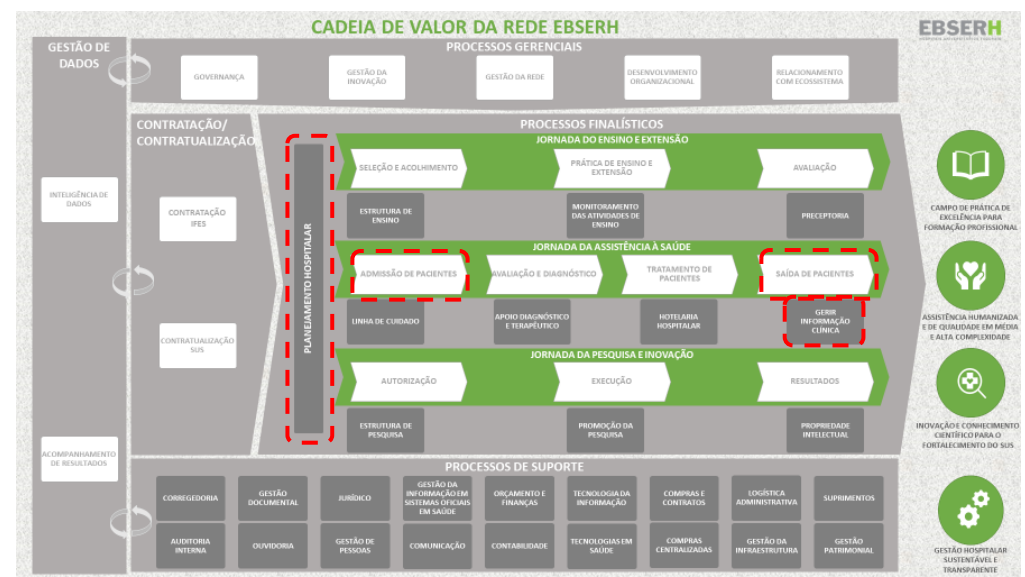 CADEIA DE VALOR DA REDE EBSERH
EBSERH
GESTÃO DE
DADOS
INTELIGÊNCIA DE
DADOS
ACOMPANHAMENTO
DE RESULTADOS
PROCESSOS GERENCIAIS
GOVERNANÇA
GESTÃO DA
INOVAÇÃO
GESTÃO DA REDE
DESENVOLVIMENTO
ORGANIZACIONAL
RELACIONAMENTO
COM ECOSSISTEMA
CONTRATAÇÃO/
CONTRATUALIZAÇÃO
CONTRATAÇÃO
IFES
CONTRATUALIZAÇÃO
SUS
PROCESSOS FINALÍSTICOS
PLANEJAMENTO HOSPITALAR
JORNADA DO ENSINO E EXTENSÃO
SELEÇÃO E ACOLHIMENTO
PRÁTICA DE ENSINO E
EXTENSÃO
AVALIAÇÃO
ESTRUTURA DE
ENSINO
MONITORAMENTO
DAS ATIVIDADES DE
ENSINO
PRECEPTORIA
JORNADA DA ASSISTÊNCIA À SAÚDE
ADMISSÃO DE PACIENTES
AVALIAÇÃO E DIAGNÓSTICO
TRATAMENTO DE
PACIENTES
SAÍDA DE PACIENTES
LINHA DE CUIDADO
APOIO DIAGNÓSTICO
E TERAPÊUTICO
HOTELARIA
HOSPITALAR
GERIR
INFORMAÇÃO
CLÍNICA
JORNADA DA PESQUISA E INOVAÇÃO
AUTORIZAÇÃO
EXECUÇÃO
RESULTADOS
ESTRUTURA DE
PESQUISA
PROMOÇÃO DA
PESQUISA
PROPRIEDADE
INTELECTUAL
PROCESSOS DE SUPORTE
CORREGEDORIA
GESTÃO
DOCUMENTAL
JURÍDICO
GESTÃO DA
INFORMAÇÃO EM
SISTEMAS OFICIAIS
EM SAÚDE
ORÇAMENTO E
FINANÇAS
TECNOLOGIA DA
INFORMAÇÃO
COMPRAS E
CONTRATOS
LOGÍSTICA
ADMINISTRATIVA
SUPRIMENTOS
AUDITORIA
INTERNA
OUVIDORIA
GESTÃO DE
PESSOAS
COMUNICAÇÃO
CONTABILIDADE
TECNOLOGIAS EM
SAÚDE
COMPRAS
CENTRALIZADAS
GESTÃO DA
INFRAESTRUTURA
GESTÃO
PATRIMONIAL
CAMPO DE PRÁTICA DE
EXCELÊNCIA PARA
FORMAÇÃO PROFISSIONAL
ASSISTÊNCIA HUMANIZADA
E DE QUALIDADE EM MÉDIA
E ALTA COMPLEXIDADE
INOVAÇÃO E CONHECIMENTO
CIENTÍFICO PARA O
FORTALECIMENTO DO SUS
GESTÃO HOSPITALAR
SUSTENTÁVEL E
TRANSPARENTE